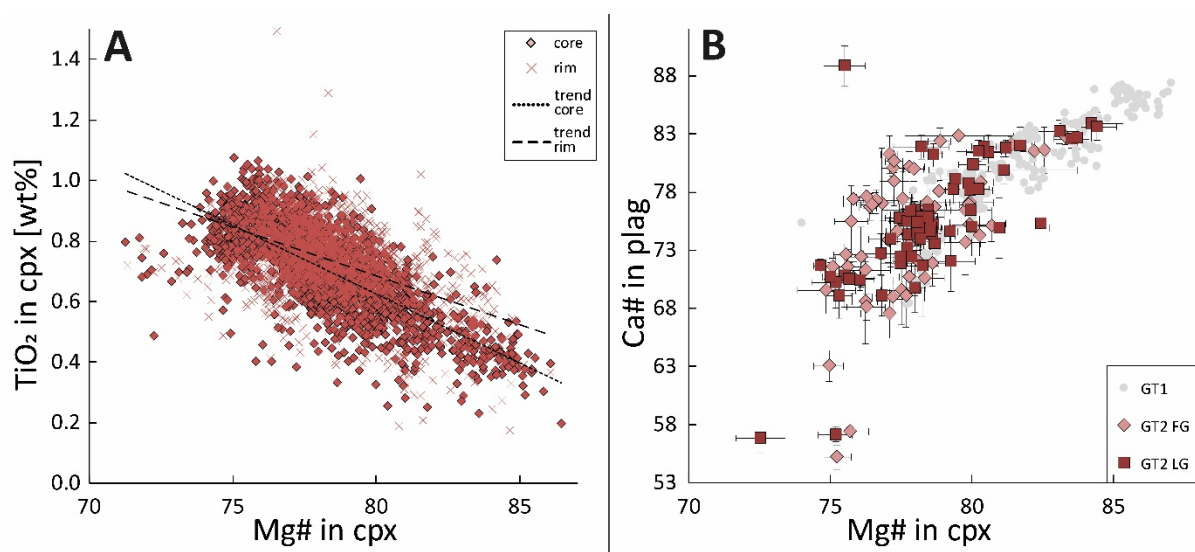 A
core
rim
trend
core
trend
rim
TiO₂ in cpx [wt%]
1.4
1.2
1.0
0.8
0.6
0.4
0.2
0.0
70
75
80
85
Mg# in cpx
B
Ca# in plag
88
83
78
73
68
63
58
53
GT1
GT2 FG
GT2 LG
70
75
80
85
Mg# in cpx